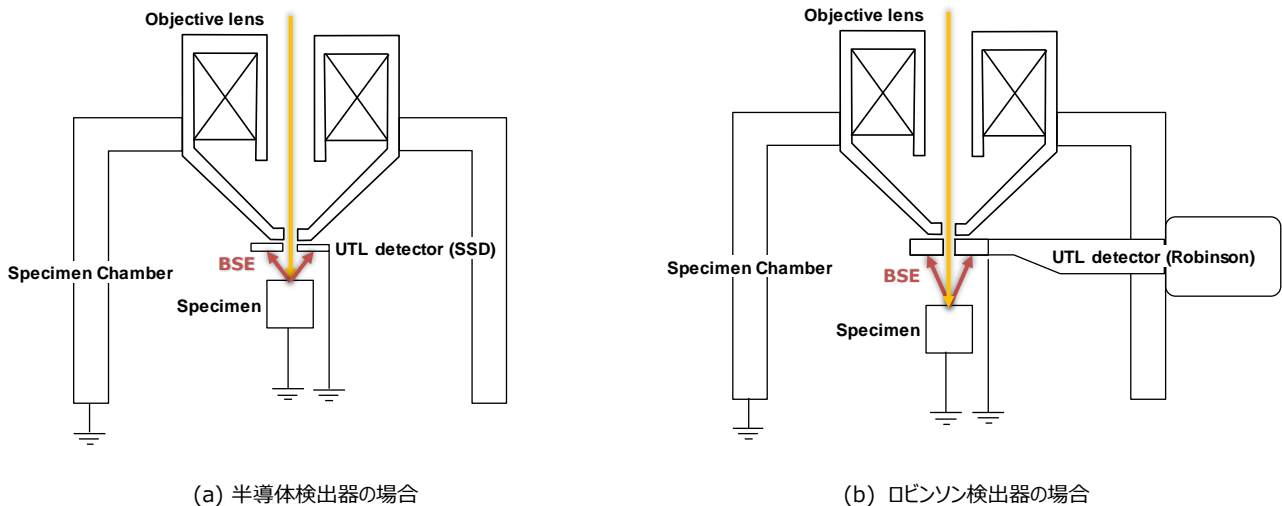 Objective lens
UTL detector (SSD)
BSE
Specimen Chamber
Specimen
(a) 半導体検出器の場合
Objective lens
UTL detector (Robinson)
Specimen Chamber
BSE
Specimen
(b) ロビンソン検出器の場合